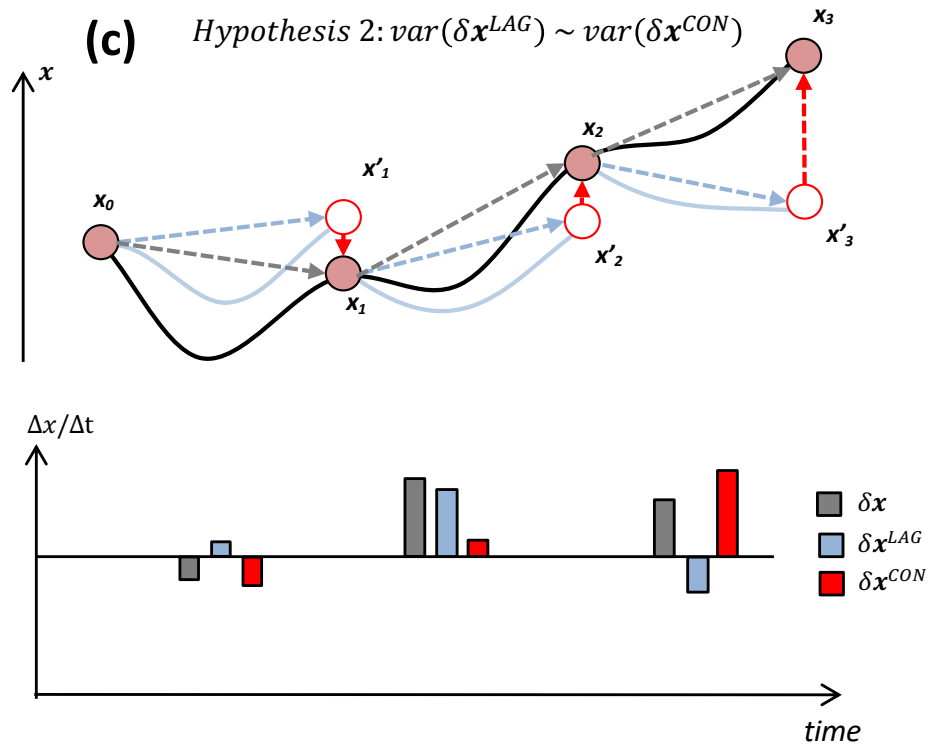 (c) Hypothesis 2: var(δx^LAG) ~ var(δx^CON)
x
x₃
x₂
x'₁
x₀
x'₃
x'₂
x₁
Δx/Δt
δx
δx^LAG
δx^CON
time